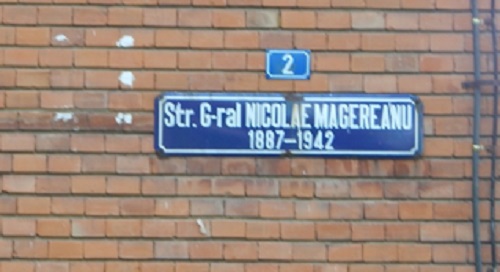 2
Str. G-ral NICOLAE MAGEREANU
1887-1942